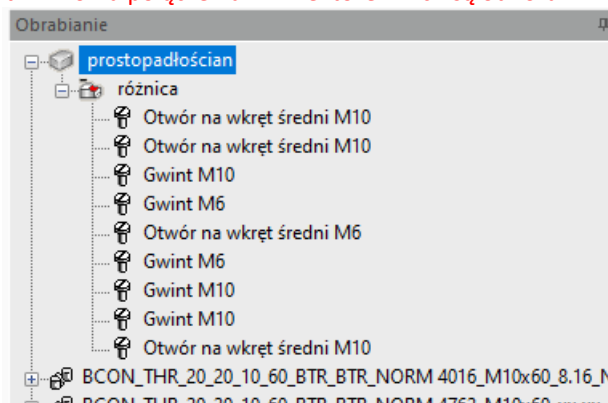 Obrabianie
prostopadłościan
różnica
Otwór na wkręt średni M10
Otwór na wkręt średni M10
Gwint M10
Gwint M6
Otwór na wkręt średni M6
Gwint M6
Gwint M10
Gwint M10
Otwór na wkręt średni M10
BCON_THR_20_20_10_60_BTR_BTR_NORM 4016_M10x60_8.16_N